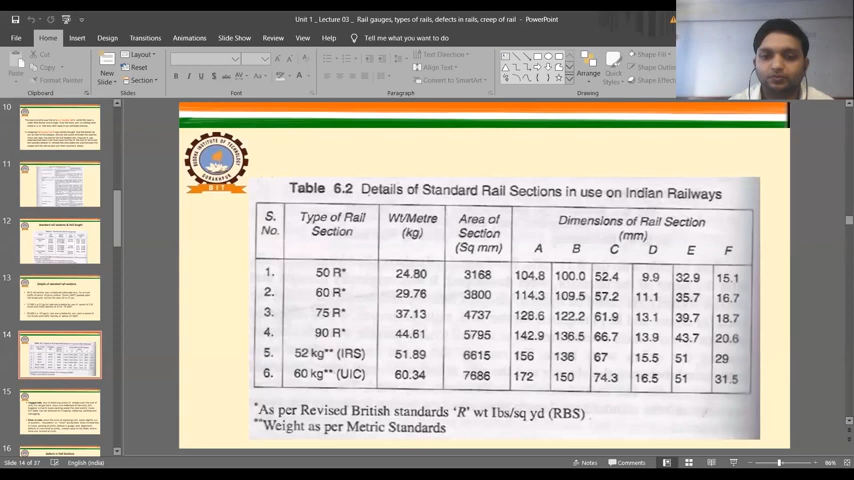 Unit 1 _ Lecture 03 _ Rail gauges, types of rails, defects in rails, creep of rail - PowerPoint
File Home Insert Design Transitions Animations Slide Show Review View Help Tell me what you want to do
Cut
Copy
Format Painter
Paste
Clipboard
New Slide
Layout
Reset
Section
Slides
Font
Paragraph
Text Direction
Align Text
Convert to SmartArt
Arrange
Quick Styles
Drawing
Shape Fill
Shape Outline
Shape Effects
10
11
12
13
14
15
16
BIT
Table 6.2 Details of Standard Rail Sections in use on Indian Railways
S. No. Type of Rail Section Wt/Metre (kg) Area of Section (Sq mm) Dimensions of Rail Section (mm)
A B C D E F
1. 50 R* 24.80 3168 104.8 100.0 52.4 9.9 32.9 15.1
2. 60 R* 29.76 3800 114.3 109.5 57.2 11.1 35.7 16.7
3. 75 R* 37.13 4737 128.6 122.2 61.9 13.1 39.7 18.7
4. 90 R* 44.61 5795 142.9 136.5 66.7 13.9 43.7 20.6
5. 52 kg** (IRS) 51.89 6615 156 136 67 15.5 51 29
6. 60 kg** (UIC) 60.34 7686 172 150 74.3 16.5 51 31.5
*As per Revised British standards 'R' wt Ibs/sq yd (RBS)
**Weight as per Metric Standards
Slide 14 of 37 English (India) Notes Comments 86%